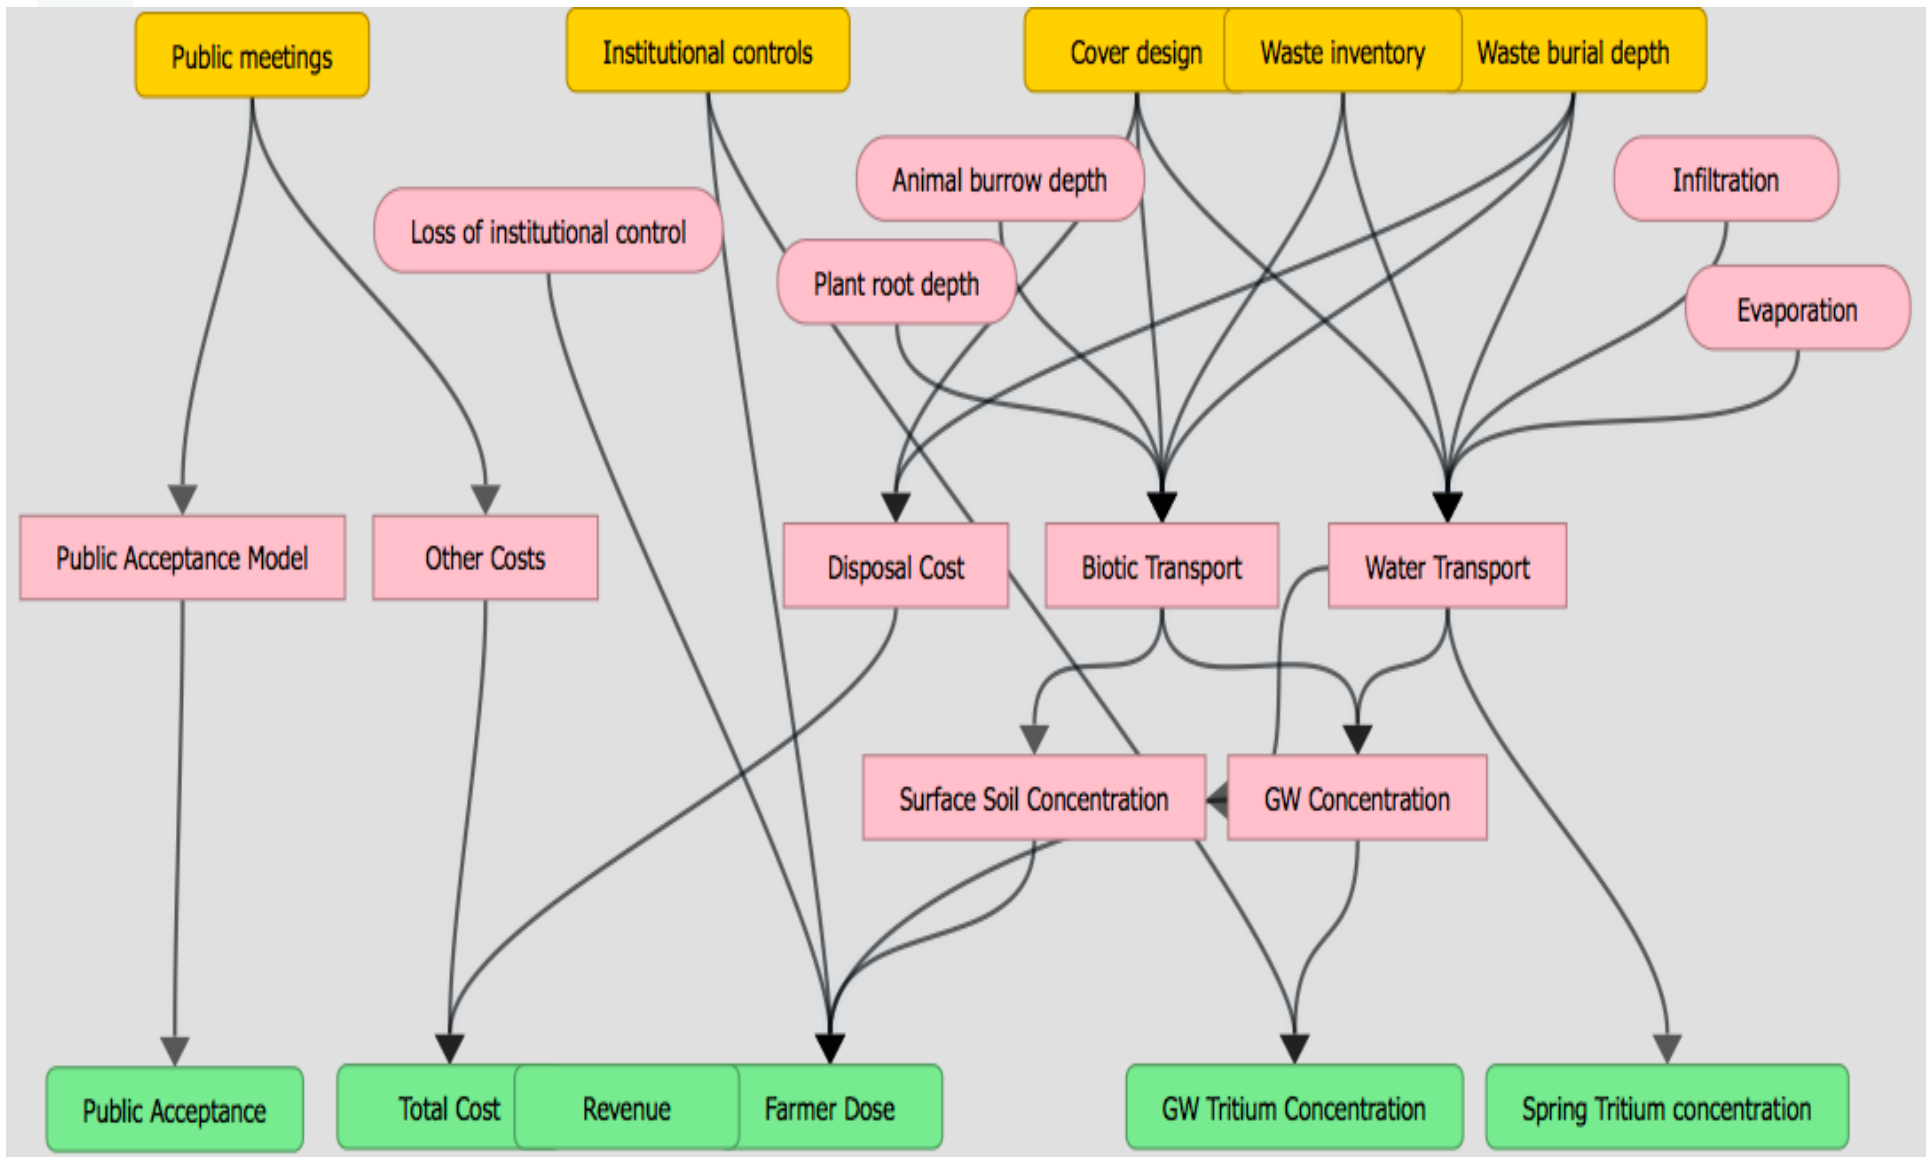 Public meetings
Institutional controls
Cover design
Waste inventory
Waste burial depth
Animal burrow depth
Infiltration
Loss of institutional control
Plant root depth
Evaporation
Public Acceptance Model
Other Costs
Disposal Cost
Biotic Transport
Water Transport
Surface Soil Concentration
GW Concentration
Public Acceptance
Total Cost
Revenue
Farmer Dose
GW Tritium Concentration
Spring Tritium concentration